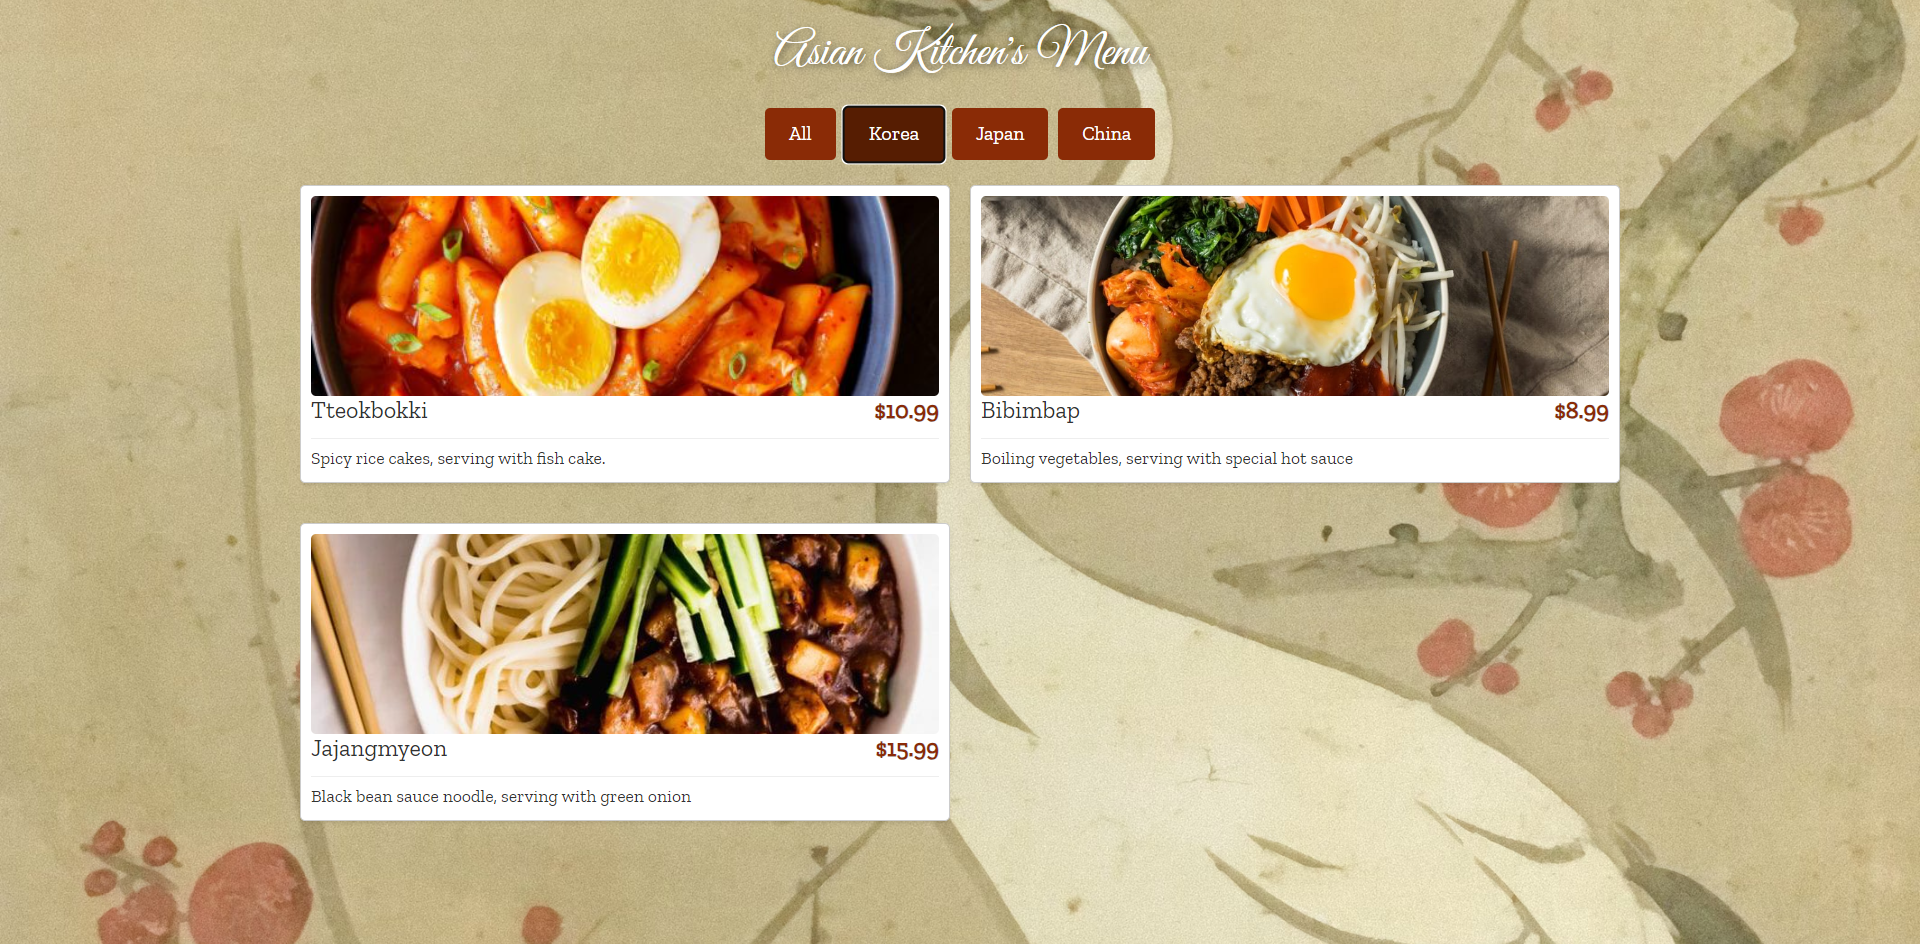 Asian Kitchen's Menu
All Korea Japan China
Tteokbokki $10.99
Spicy rice cakes, serving with fish cake.
Bibimbap $8.99
Boiling vegetables, serving with special hot sauce
Jajangmyeon $15.99
Black bean sauce noodle, serving with green onion